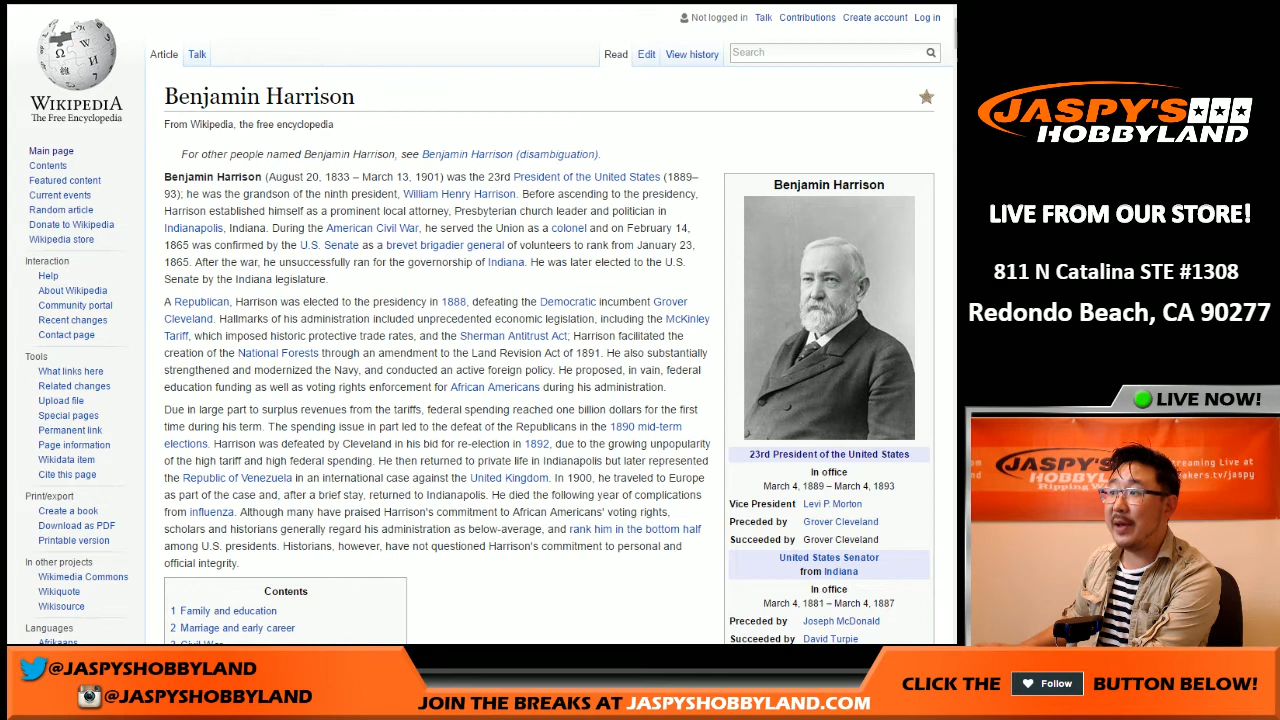 Not logged in Talk Contributions Create account Log in
Article Talk Read Edit View history Search
WIKIPEDIA
The Free Encyclopedia
Main page
Contents
Featured content
Current events
Random article
Donate to Wikipedia
Wikipedia store
Interaction
Help
About Wikipedia
Community portal
Recent changes
Contact page
Tools
What links here
Related changes
Upload file
Special pages
Permanent link
Page information
Wikidata item
Cite this page
Print/export
Create a book
Download as PDF
Printable version
In other projects
Wikimedia Commons
Wikiquote
Wikisource
Languages
Afrikaans
Benjamin Harrison
From Wikipedia, the free encyclopedia
For other people named Benjamin Harrison, see Benjamin Harrison (disambiguation).
Benjamin Harrison (August 20, 1833 – March 13, 1901) was the 23rd President of the United States (1889–
93); he was the grandson of the ninth president, William Henry Harrison. Before ascending to the presidency,
Harrison established himself as a prominent local attorney, Presbyterian church leader and politician in
Indianapolis, Indiana. During the American Civil War, he served the Union as a colonel and on February 14,
1865 was confirmed by the U.S. Senate as a brevet brigadier general of volunteers to rank from January 23,
1865. After the war, he unsuccessfully ran for the governorship of Indiana. He was later elected to the U.S.
Senate by the Indiana legislature.
A Republican, Harrison was elected to the presidency in 1888, defeating the Democratic incumbent Grover
Cleveland. Hallmarks of his administration included unprecedented economic legislation, including the McKinley
Tariff, which imposed historic protective trade rates, and the Sherman Antitrust Act; Harrison facilitated the
creation of the National Forests through an amendment to the Land Revision Act of 1891. He also substantially
strengthened and modernized the Navy, and conducted an active foreign policy. He proposed, in vain, federal
education funding as well as voting rights enforcement for African Americans during his administration.
Due in large part to surplus revenues from the tariffs, federal spending reached one billion dollars for the first
time during his term. The spending issue in part led to the defeat of the Republicans in the 1890 mid-term
elections. Harrison was defeated by Cleveland in his bid for re-election in 1892, due to the growing unpopularity
of the high tariff and high federal spending. He then returned to private life in Indianapolis but later represented
the Republic of Venezuela in an international case against the United Kingdom. In 1900, he traveled to Europe
as part of the case and, after a brief stay, returned to Indianapolis. He died the following year of complications
from influenza. Although many have praised Harrison's commitment to African Americans' voting rights,
scholars and historians generally regard his administration as below-average, and rank him in the bottom half
among U.S. presidents. Historians, however, have not questioned Harrison's commitment to personal and
official integrity.
Contents
1 Family and education
2 Marriage and early career
3 Civil War
Benjamin Harrison
23rd President of the United States
In office
March 4, 1889 – March 4, 1893
Vice President Levi P. Morton
Preceded by Grover Cleveland
Succeeded by Grover Cleveland
United States Senator
from Indiana
In office
March 4, 1881 – March 4, 1887
Preceded by Joseph McDonald
Succeeded by David Turpie
JASPY'S
HOBBYLAND
LIVE FROM OUR STORE!
811 N Catalina STE #1308
Redondo Beach, CA 90277
LIVE NOW!
JASPY'S
@JASPYSHOBBYLAND
@JASPYSHOBBYLAND
JOIN THE BREAKS AT JASPYSHOBBYLAND.COM
CLICK THE Follow BUTTON BELOW!